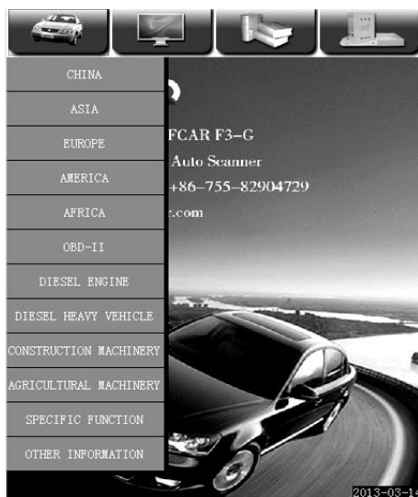 CHINA
ASIA
EUROPE
AMERICA
AFRICA
OBD-II
DIESEL ENGINE
DIESEL HEAVY VEHICLE
CONSTRUCTION MACHINERY
AGRICULTURAL MACHINERY
SPECIFIC FUNCTION
OTHER INFORMATION
FCAR F3-G
Auto Scanner
+86-755-82904729
.com
2013-03-14